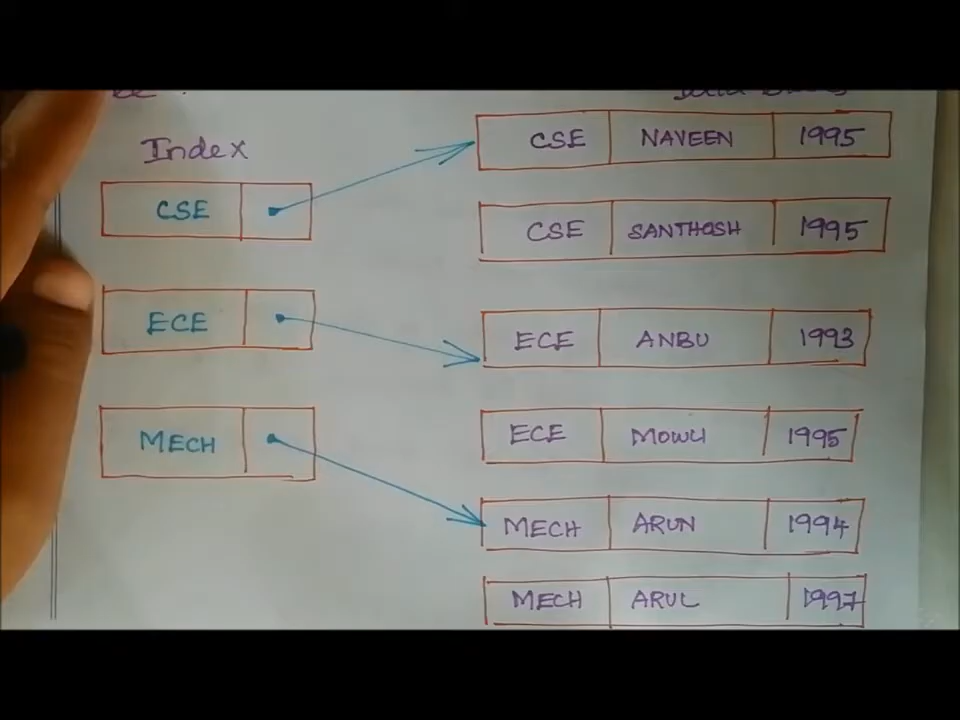 Index
CSE
ECE
MECH
CSE NAVEEN 1995
CSE SANTHOSH 1995
ECE ANBU 1993
ECE MOWLI 1995
MECH ARUN 1994
MECH ARUL 1997